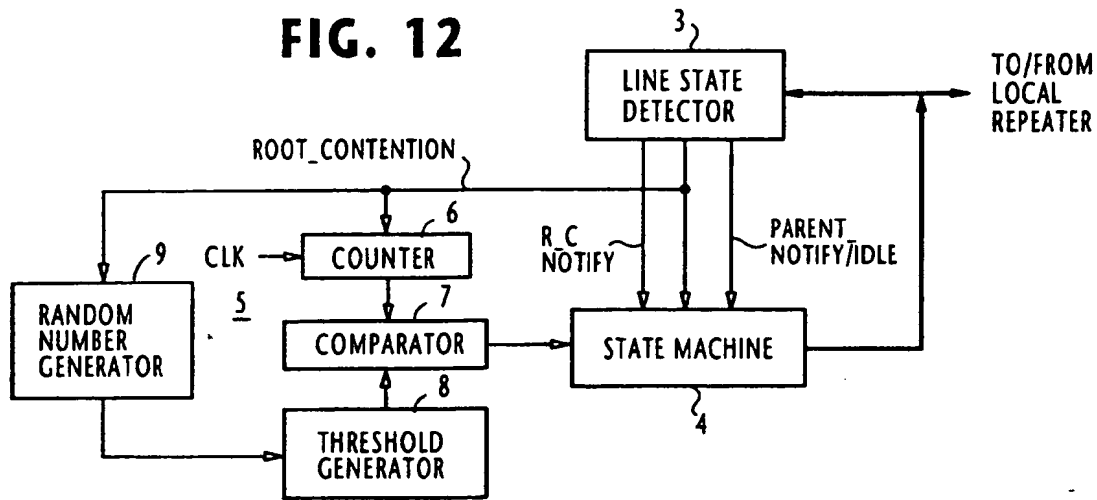 FIG. 12
3
LINE STATE
DETECTOR
TO/FROM
LOCAL
REPEATER
ROOT_CONTENTION
R_C
NOTIFY
PARENT_
NOTIFY/IDLE
CLK
6
COUNTER
9
RANDOM
NUMBER
GENERATOR
5
7
COMPARATOR
STATE MACHINE
4
8
THRESHOLD
GENERATOR